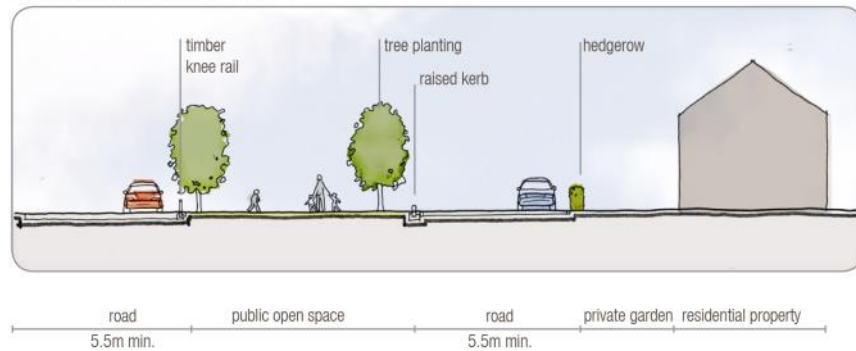 timber
knee rail
tree planting
raised kerb
hedgerow
road
public open space
road
private garden
residential property
5.5m min.
5.5m min.